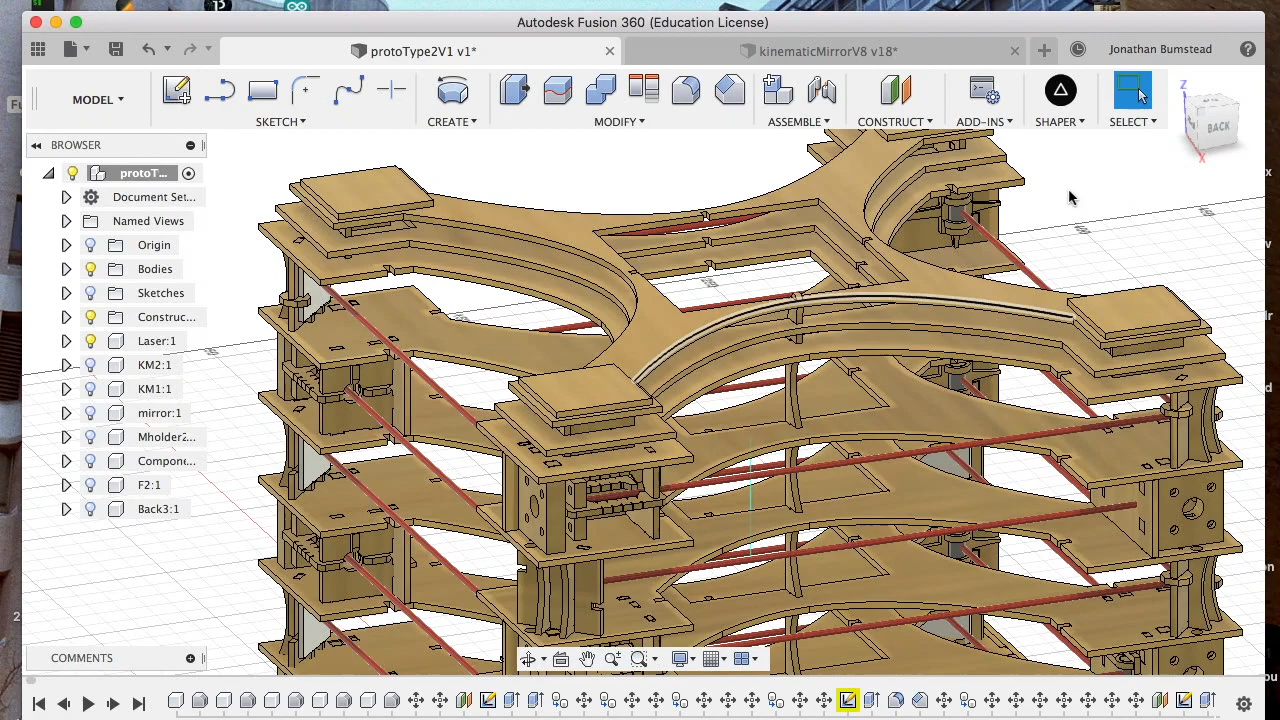 Autodesk Fusion 360 (Education License)
protoType2V1 v1*
kinematicMirrorV8 v18*
Jonathan Bumstead
MODEL
SKETCH
CREATE
MODIFY
ASSEMBLE
CONSTRUCT
ADD-INS
SHAPER
SELECT
Z
BACK
X
BROWSER
protoT...
Document Set...
Named Views
Origin
Bodies
Sketches
Construc...
Laser:1
KM2:1
KM1:1
mirror:1
Mholder2...
Compone...
F2:1
Back3:1
COMMENTS